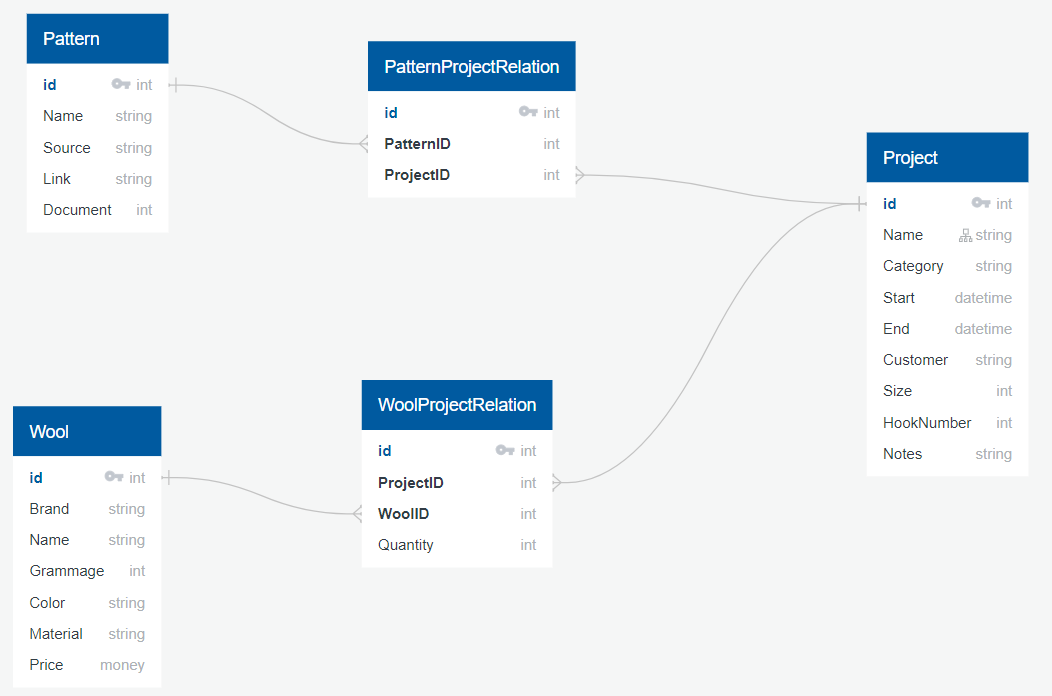 Pattern
id int
Name string
Source string
Link string
Document int
PatternProjectRelation
id int
PatternID int
ProjectID int
Project
id int
Name string
Category string
Start datetime
End datetime
Customer string
Size int
HookNumber int
Notes string
Wool
id int
Brand string
Name string
Grammage int
Color string
Material string
Price money
WoolProjectRelation
id int
ProjectID int
WoolID int
Quantity int